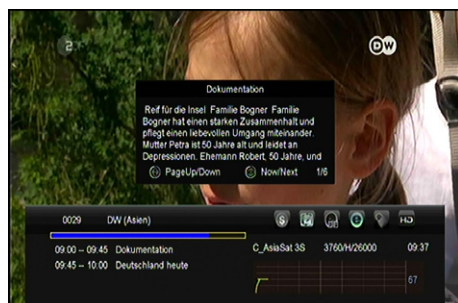 2
DW
Dokumentation
Reif für die Insel Familie Bogner Familie
Bogner hat einen starken Zusammenhalt und
pflegt einen liebevollen Umgang miteinander.
Mutter Petra ist 50 Jahre alt und leidet an
Depressionen. Ehemann Robert, 50 Jahre, und
PageUp/Down Now/Next 1/6
0029 DW (Asien) S HD
09:00 -- 09:45 Dokumentation C_AsiaSat 3S 3760/H/26000 09:37
09:45 -- 10:00 Deutschland heute
67